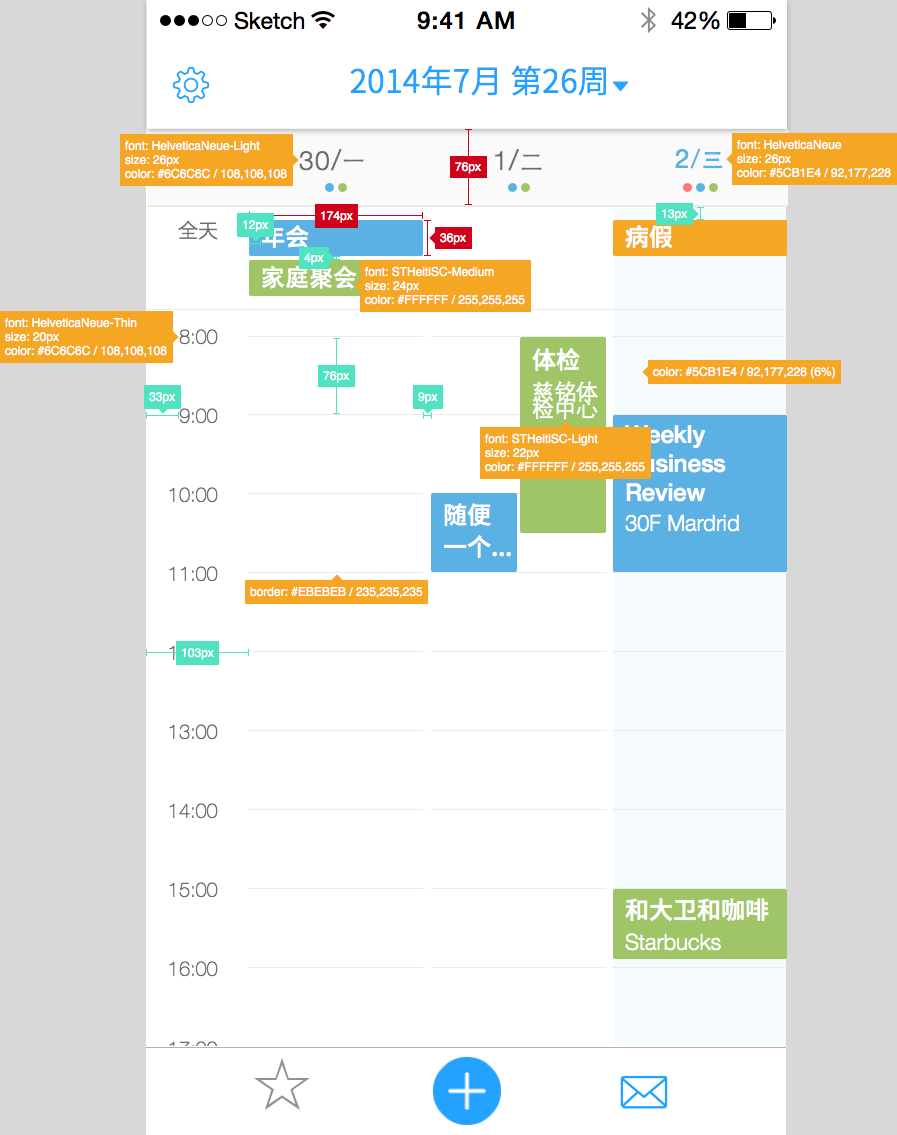 Sketch 9:41 AM 42%
2014年7月 第26周
font: HelveticaNeue-Light
size: 26px
color: #6C6C6C / 108,108,108
30/一
76px
1/二
2/三
font: HelveticaNeue
size: 26px
color: #5CB1E4 / 92,177,228
全天
12px
174px
年会
36px
13px
病假
4px
家庭聚会
font: STHeitiSC-Medium
size: 24px
color: #FFFFFF / 255,255,255
font: HelveticaNeue-Thin
size: 20px
color: #6C6C6C / 108,108,108
8:00
76px
体检
慈铭体
检中心
color: #5CB1E4 / 92,177,228 (6%)
33px
9px
9:00
font: STHeitiSC-Light
size: 22px
color: #FFFFFF / 255,255,255
Weekly
Business
Review
30F Mardrid
10:00
随便
一个...
11:00
border: #EBEBEB / 235,235,235
103px
13:00
14:00
15:00
和大卫和咖啡
Starbucks
16:00
17:00